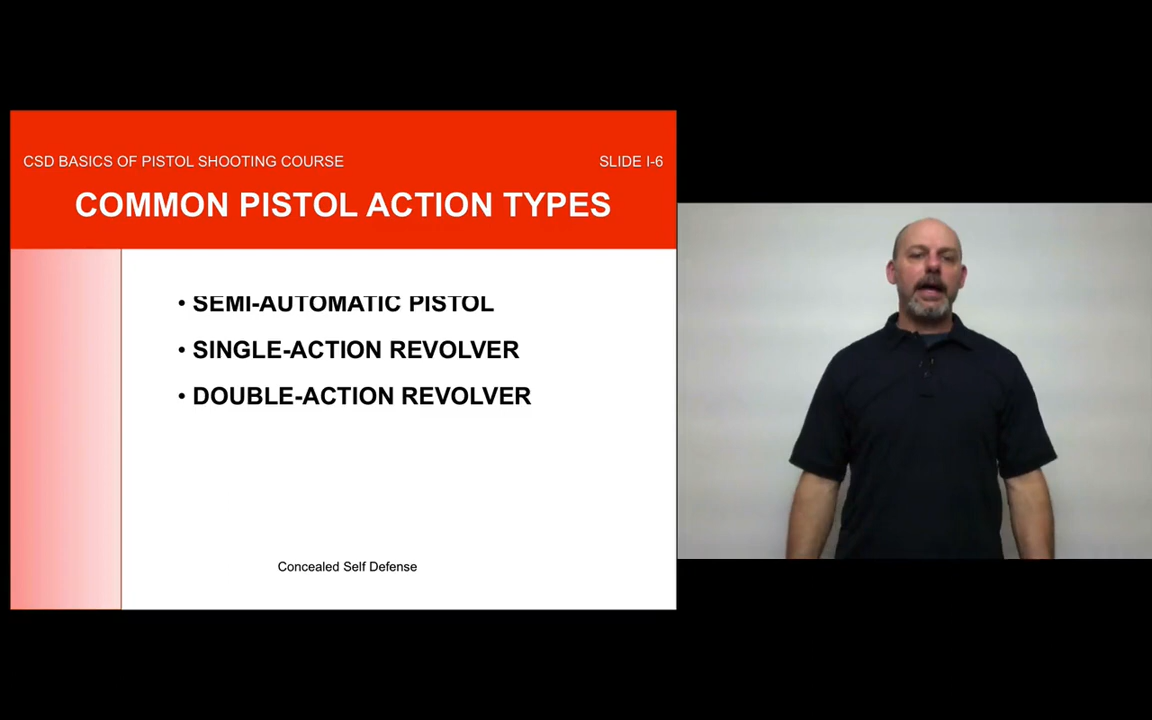 CSD BASICS OF PISTOL SHOOTING COURSE
SLIDE I-6
COMMON PISTOL ACTION TYPES
• SEMI-AUTOMATIC PISTOL
• SINGLE-ACTION REVOLVER
• DOUBLE-ACTION REVOLVER
Concealed Self Defense